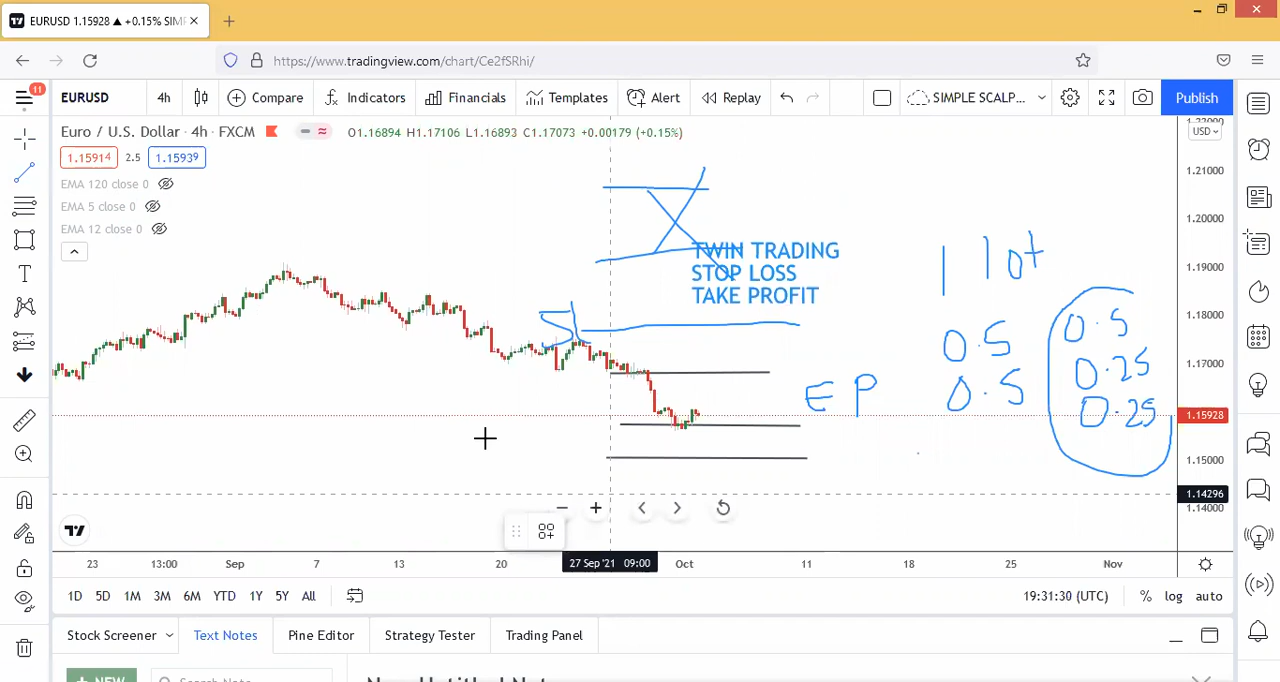 EURUSD 1.15928 ▲ +0.15% SIM
https://www.tradingview.com/chart/Ce2fSRhi/
11
EURUSD 4h Compare Indicators Financials Templates Alert Replay SIMPLE SCALP... Publish
Euro / U.S. Dollar · 4h · FXCM O1.16894 H1.17106 L1.16893 C1.17073 +0.00179 (+0.15%)
1.15914 2.5 1.15939
EMA 120 close 0
EMA 5 close 0
EMA 12 close 0
USD
1.21000
1.20000
1.19000
1.18000
1.17000
1.15928
1.15000
1.14296
1.14000
TWIN TRADING
STOP LOSS
TAKE PROFIT
SL
E P
1 lot
0.5
0.5
0.5
0.25
0.25
23 13:00 Sep 7 13 20 27 Sep '21 09:00 Oct 11 18 25 Nov
1D 5D 1M 3M 6M YTD 1Y 5Y All 19:31:30 (UTC) % log auto
Stock Screener Text Notes Pine Editor Strategy Tester Trading Panel
NEW Search Note